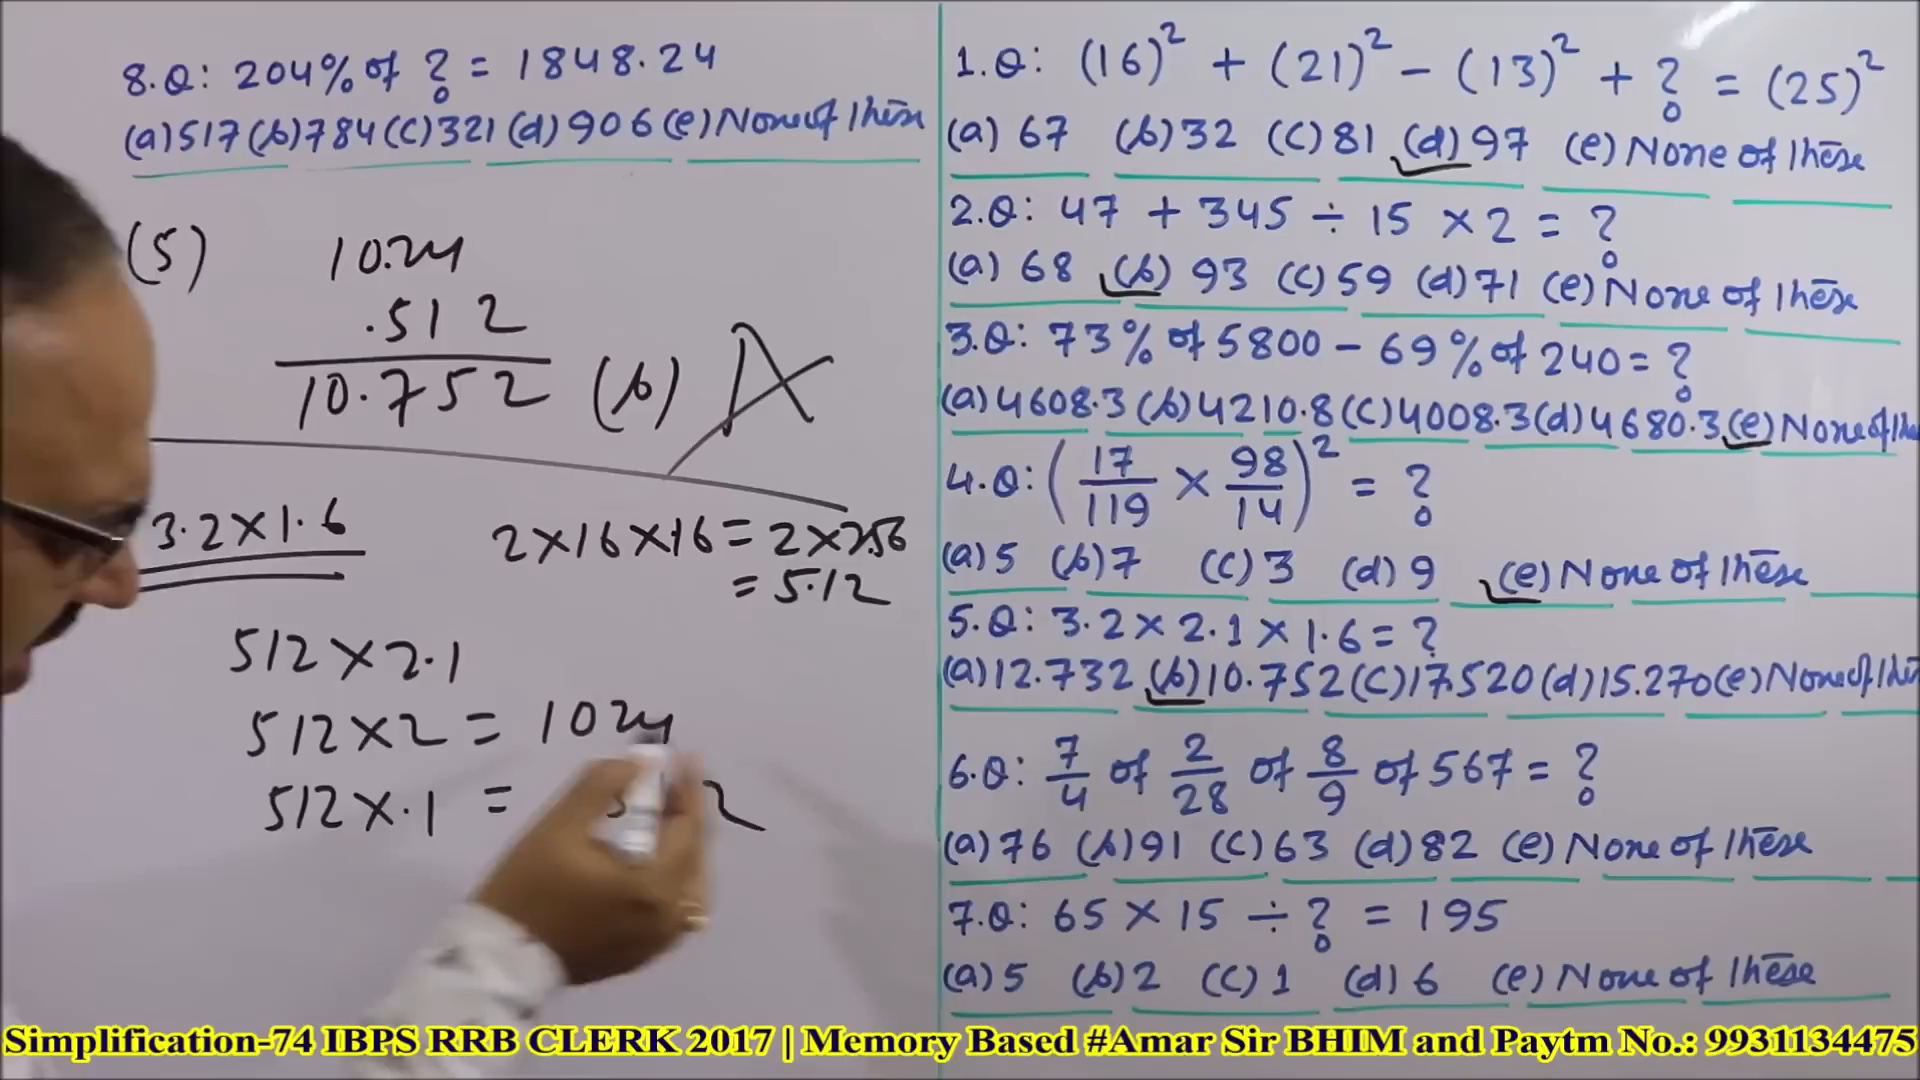 8.Q: 204% of ? = 1848.24
(a) 517 (b) 784 (c) 321 (d) 906 (e) None of These
(5) 10.24
.512
10.752 (b)
3.2×1.6
2×16×.16 = 2×2.56
= 5.12
512×2.1
512×2 = 1024
512×.1 =
1.Q: (16)² + (21)² - (13)² + ? = (25)²
(a) 67 (b) 32 (c) 81 (d) 97 (e) None of These
2.Q: 47 + 345 ÷ 15 × 2 = ?
(a) 68 (b) 93 (c) 59 (d) 71 (e) None of These
3.Q: 73% of 5800 - 69% of 240 = ?
(a) 4608.3 (b) 4210.8 (c) 4008.3 (d) 4680.3 (e) None of
4.Q: (17/119 × 98/14)² = ?
(a) 5 (b) 7 (c) 3 (d) 9 (e) None of These
5.Q: 3.2 × 2.1 × 1.6 = ?
(a) 12.732 (b) 10.752 (c) 17.520 (d) 15.270 (e) None of
6.Q: 7/4 of 2/28 of 8/9 of 567 = ?
(a) 76 (b) 91 (c) 63 (d) 82 (e) None of These
7.Q: 65 × 15 ÷ ? = 195
(a) 5 (b) 2 (c) 1 (d) 6 (e) None of These
Simplification-74 IBPS RRB CLERK 2017 | Memory Based #Amar Sir BHIM and Paytm No.: 9931134475